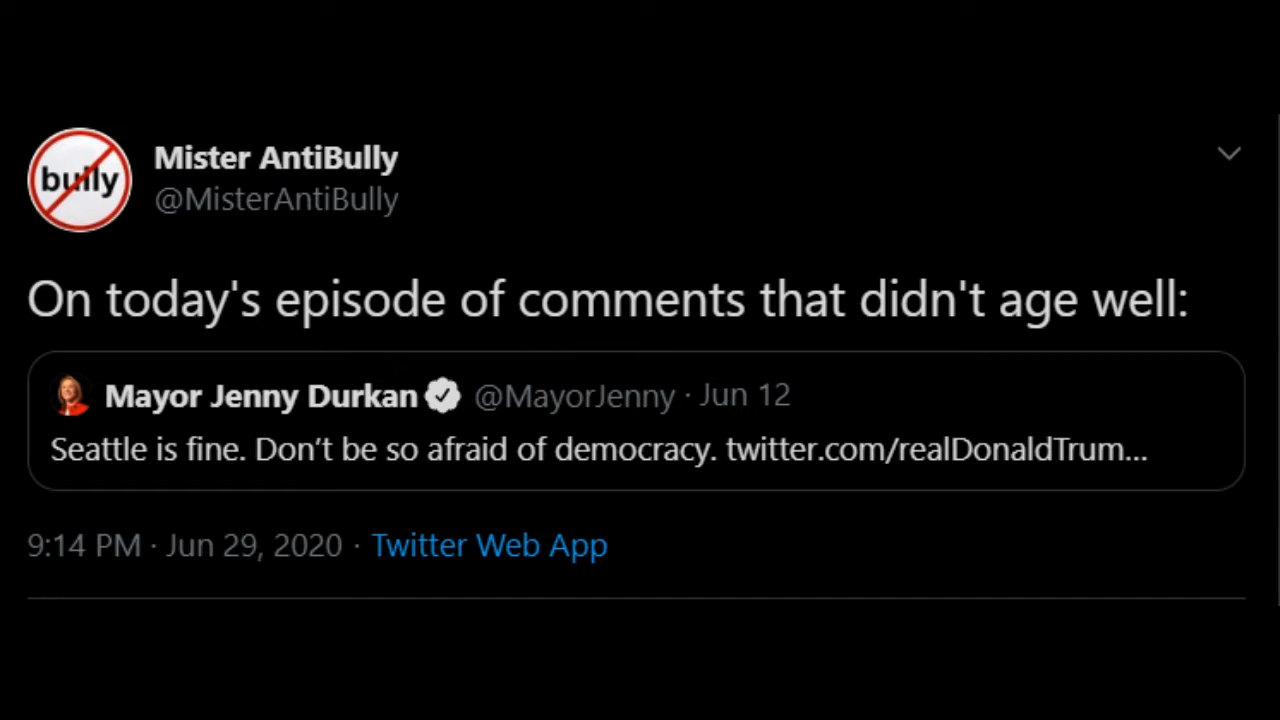 bully
Mister AntiBully
@MisterAntiBully
On today's episode of comments that didn't age well:
Mayor Jenny Durkan @MayorJenny · Jun 12
Seattle is fine. Don’t be so afraid of democracy. twitter.com/realDonaldTrum...
9:14 PM · Jun 29, 2020 · Twitter Web App